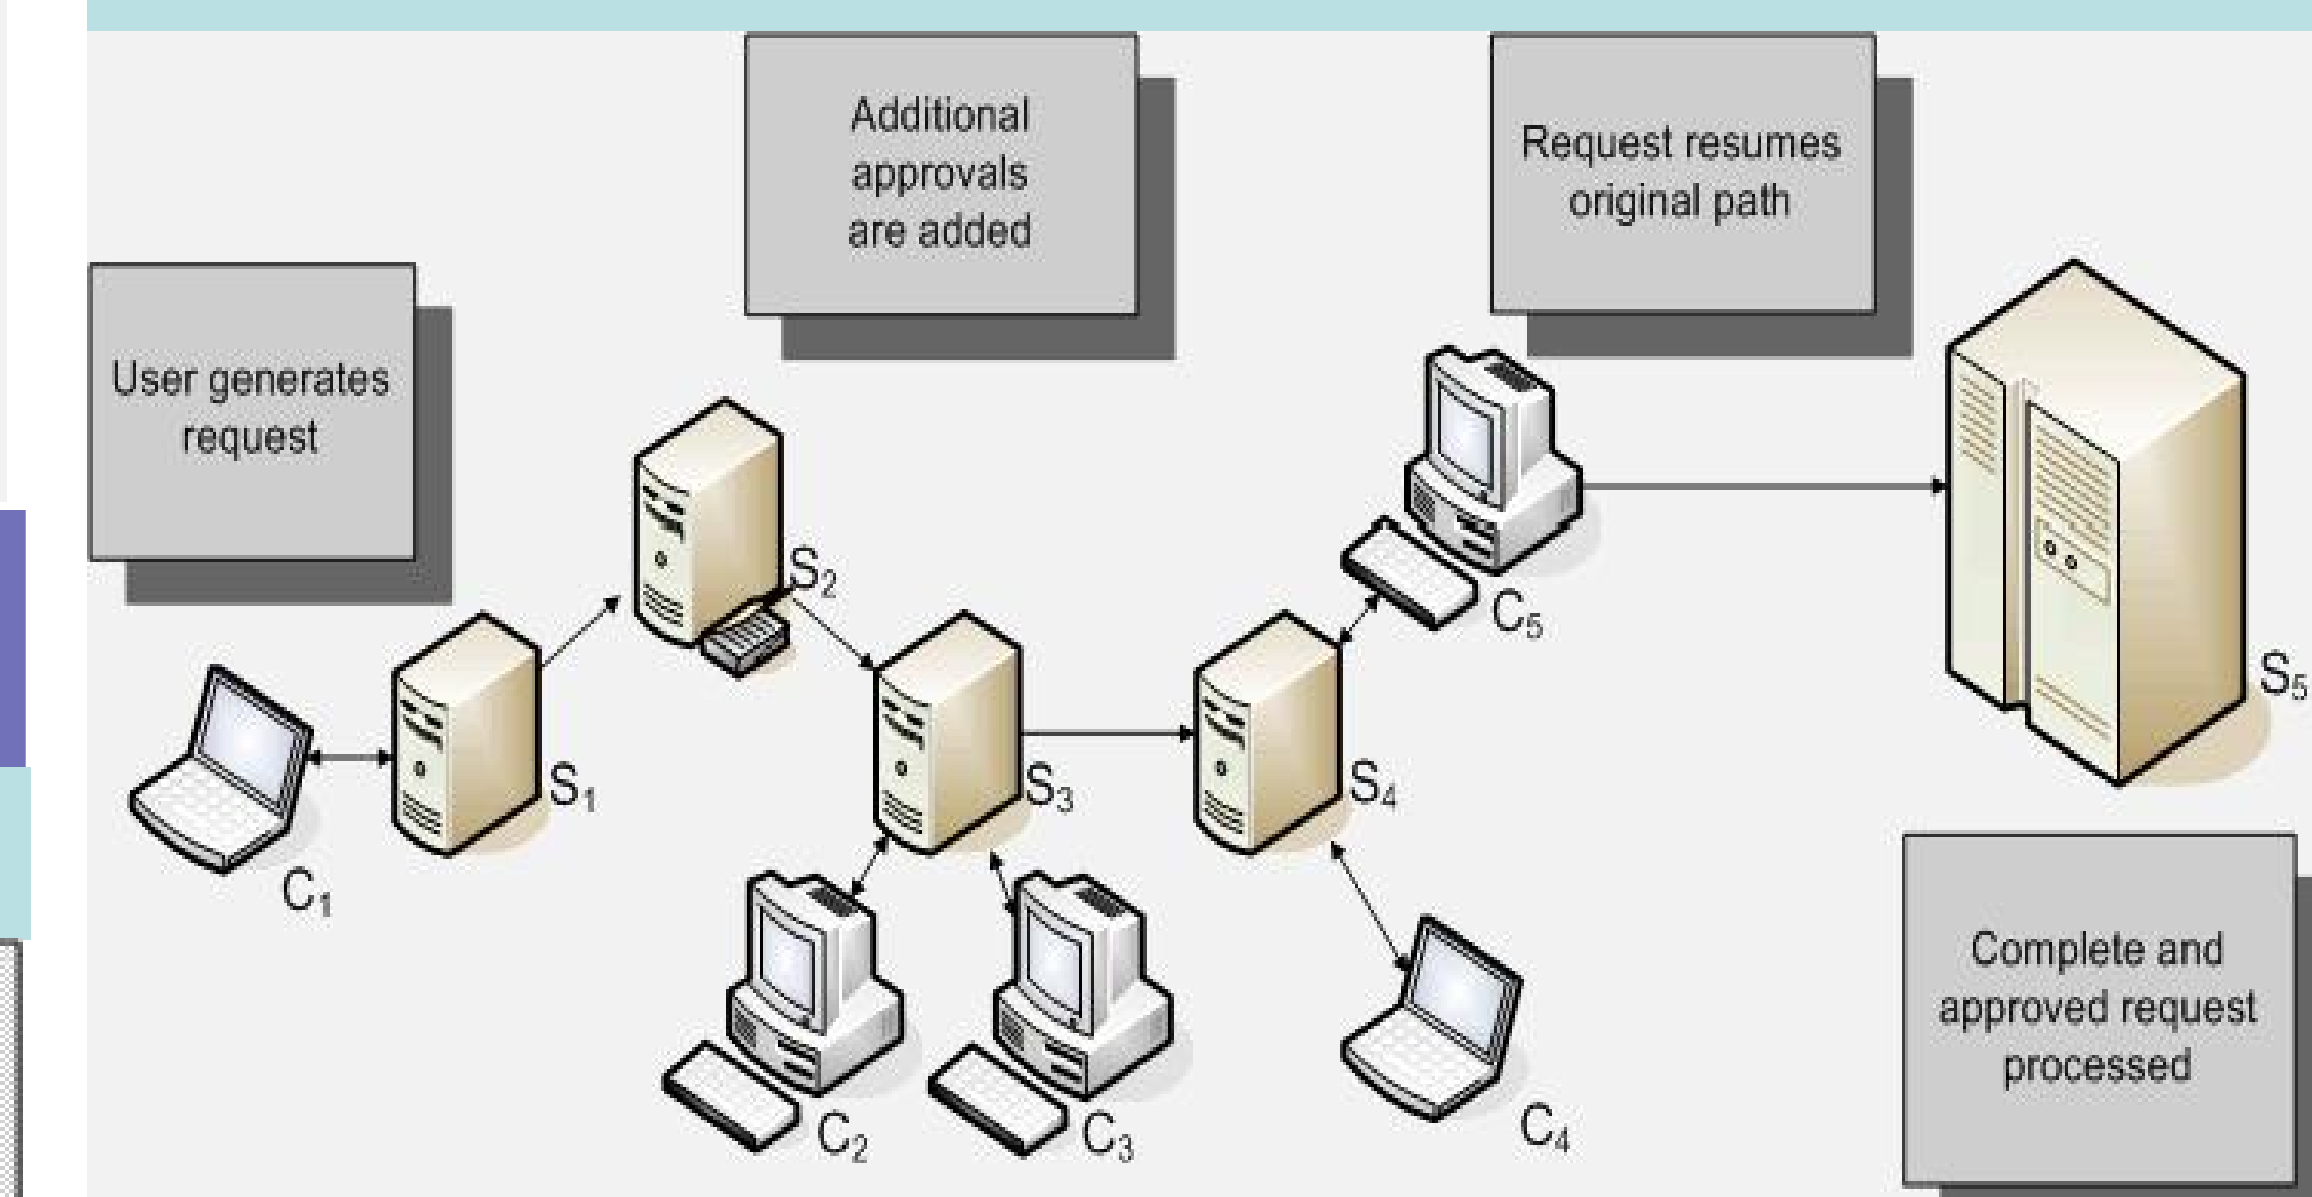 Additional
approvals
are added
Request resumes
original path
User generates
request
S₂
C₅
S₅
S₁
S₃
S₄
C₁
Complete and
approved request
processed
C₂
C₃
C₄